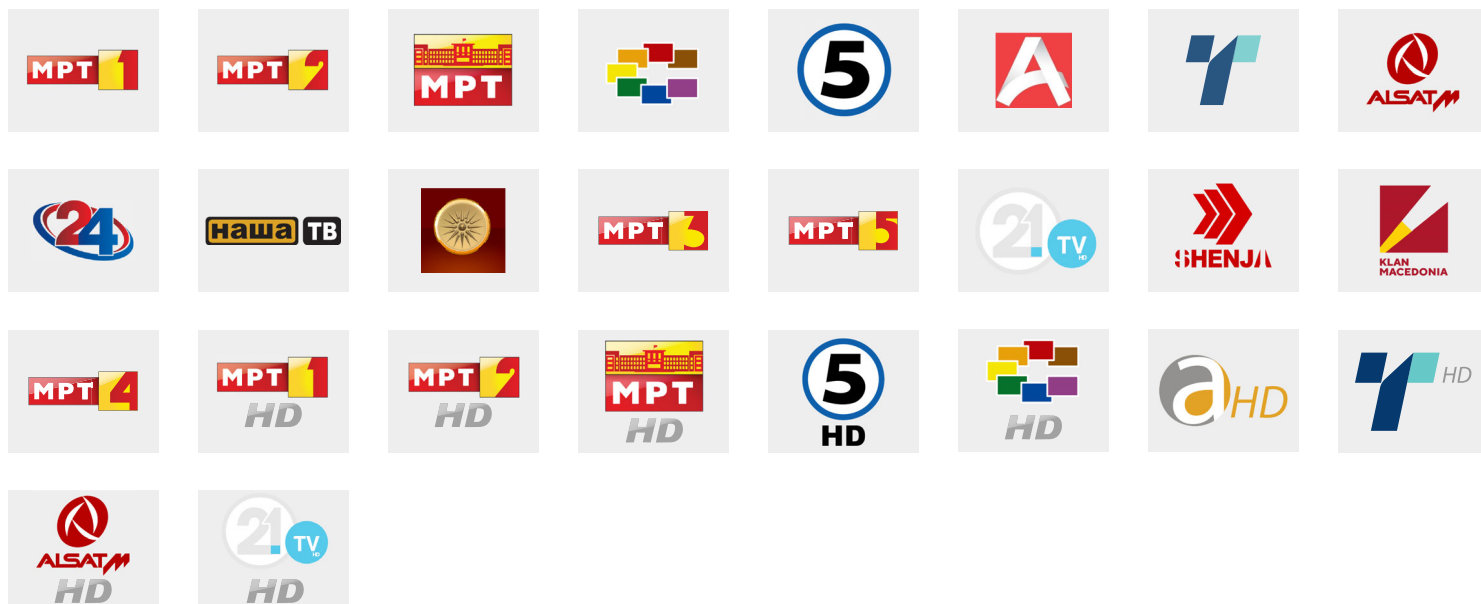 МРТ 1
МРТ 2
МРТ
5
A
ALSAT M
24
наша ТВ
МРТ 3
МРТ 5
21 TV
HD
SHENJA
KLAN
MACEDONIA
МРТ 4
МРТ 1
HD
МРТ 2
HD
МРТ
HD
5
HD
HD
a HD
T HD
ALSAT M
HD
21 TV
HD
HD